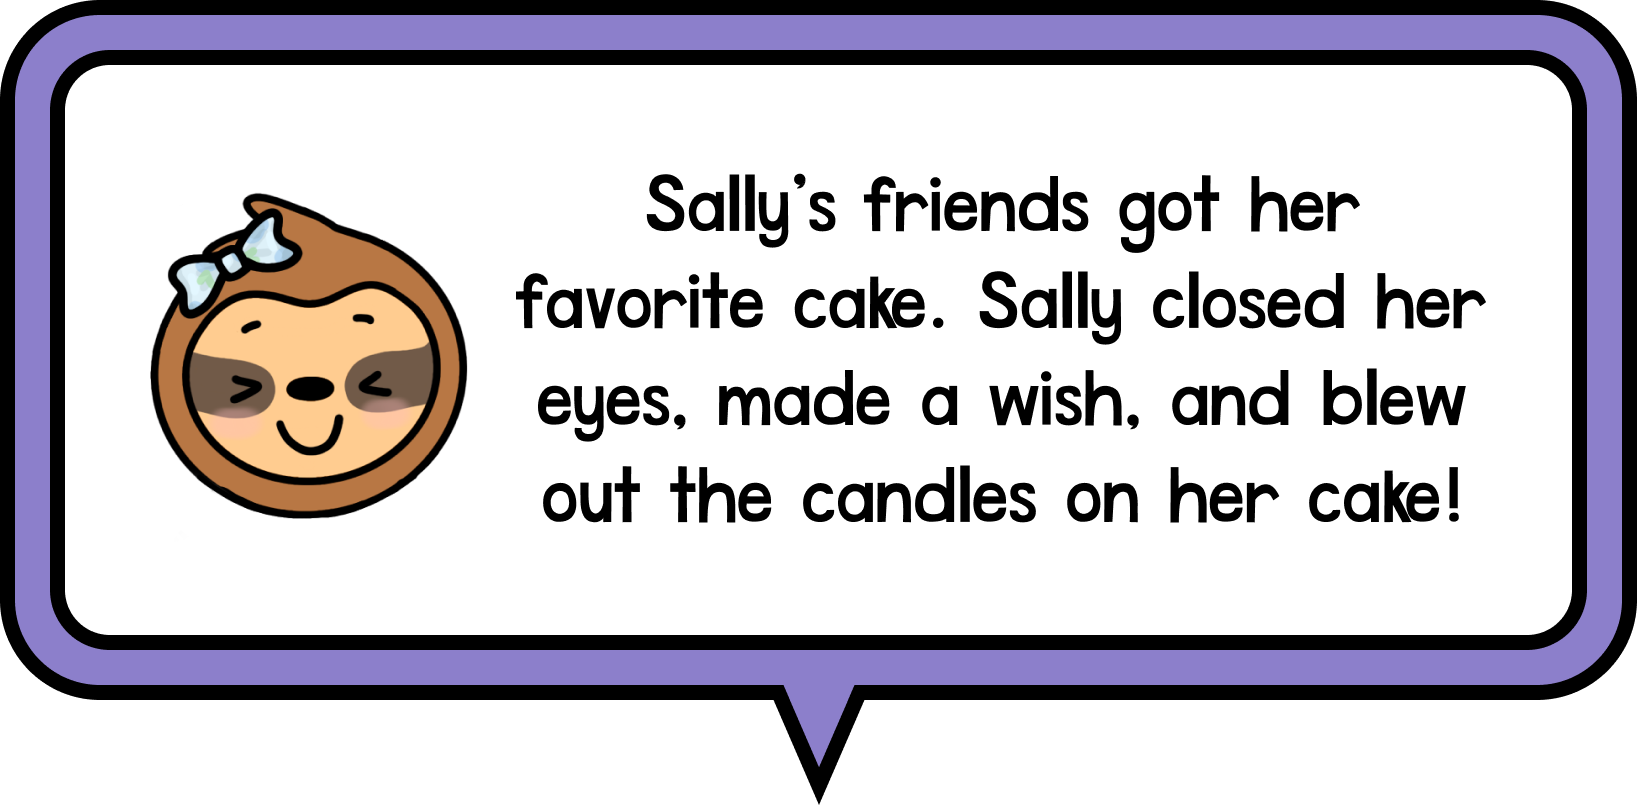 Sally’s friends got her
favorite cake. Sally closed her
eyes, made a wish, and blew
out the candles on her cake!